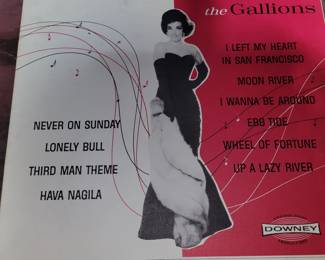 the Gallions
I LEFT MY HEART
IN SAN FRANCISCO
MOON RIVER
I WANNA BE AROUND
EBB TIDE
WHEEL OF FORTUNE
UP A LAZY RIVER
NEVER ON SUNDAY
LONELY BULL
THIRD MAN THEME
HAVA NAGILA
DOWNEY